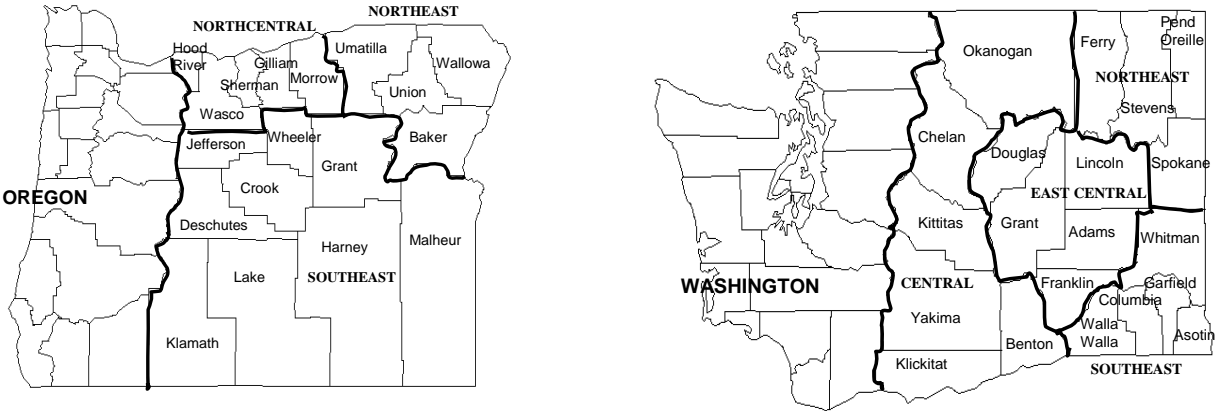 NORTHEAST
NORTHCENTRAL
Hood
River
Umatilla
Gilliam
Wallowa
Morrow
Sherman
Union
Wasco
Wheeler
Baker
Jefferson
Grant
Crook
OREGON
Deschutes
Malheur
Harney
Lake
SOUTHEAST
Klamath
Pend
Oreille
Okanogan
Ferry
NORTHEAST
Stevens
Chelan
Douglas
Lincoln
Spokane
EAST CENTRAL
Kittitas
Grant
Adams
Whitman
WASHINGTON
CENTRAL
Franklin
Garfield
Columbia
Yakima
Walla
Walla
Asotin
Benton
Klickitat
SOUTHEAST